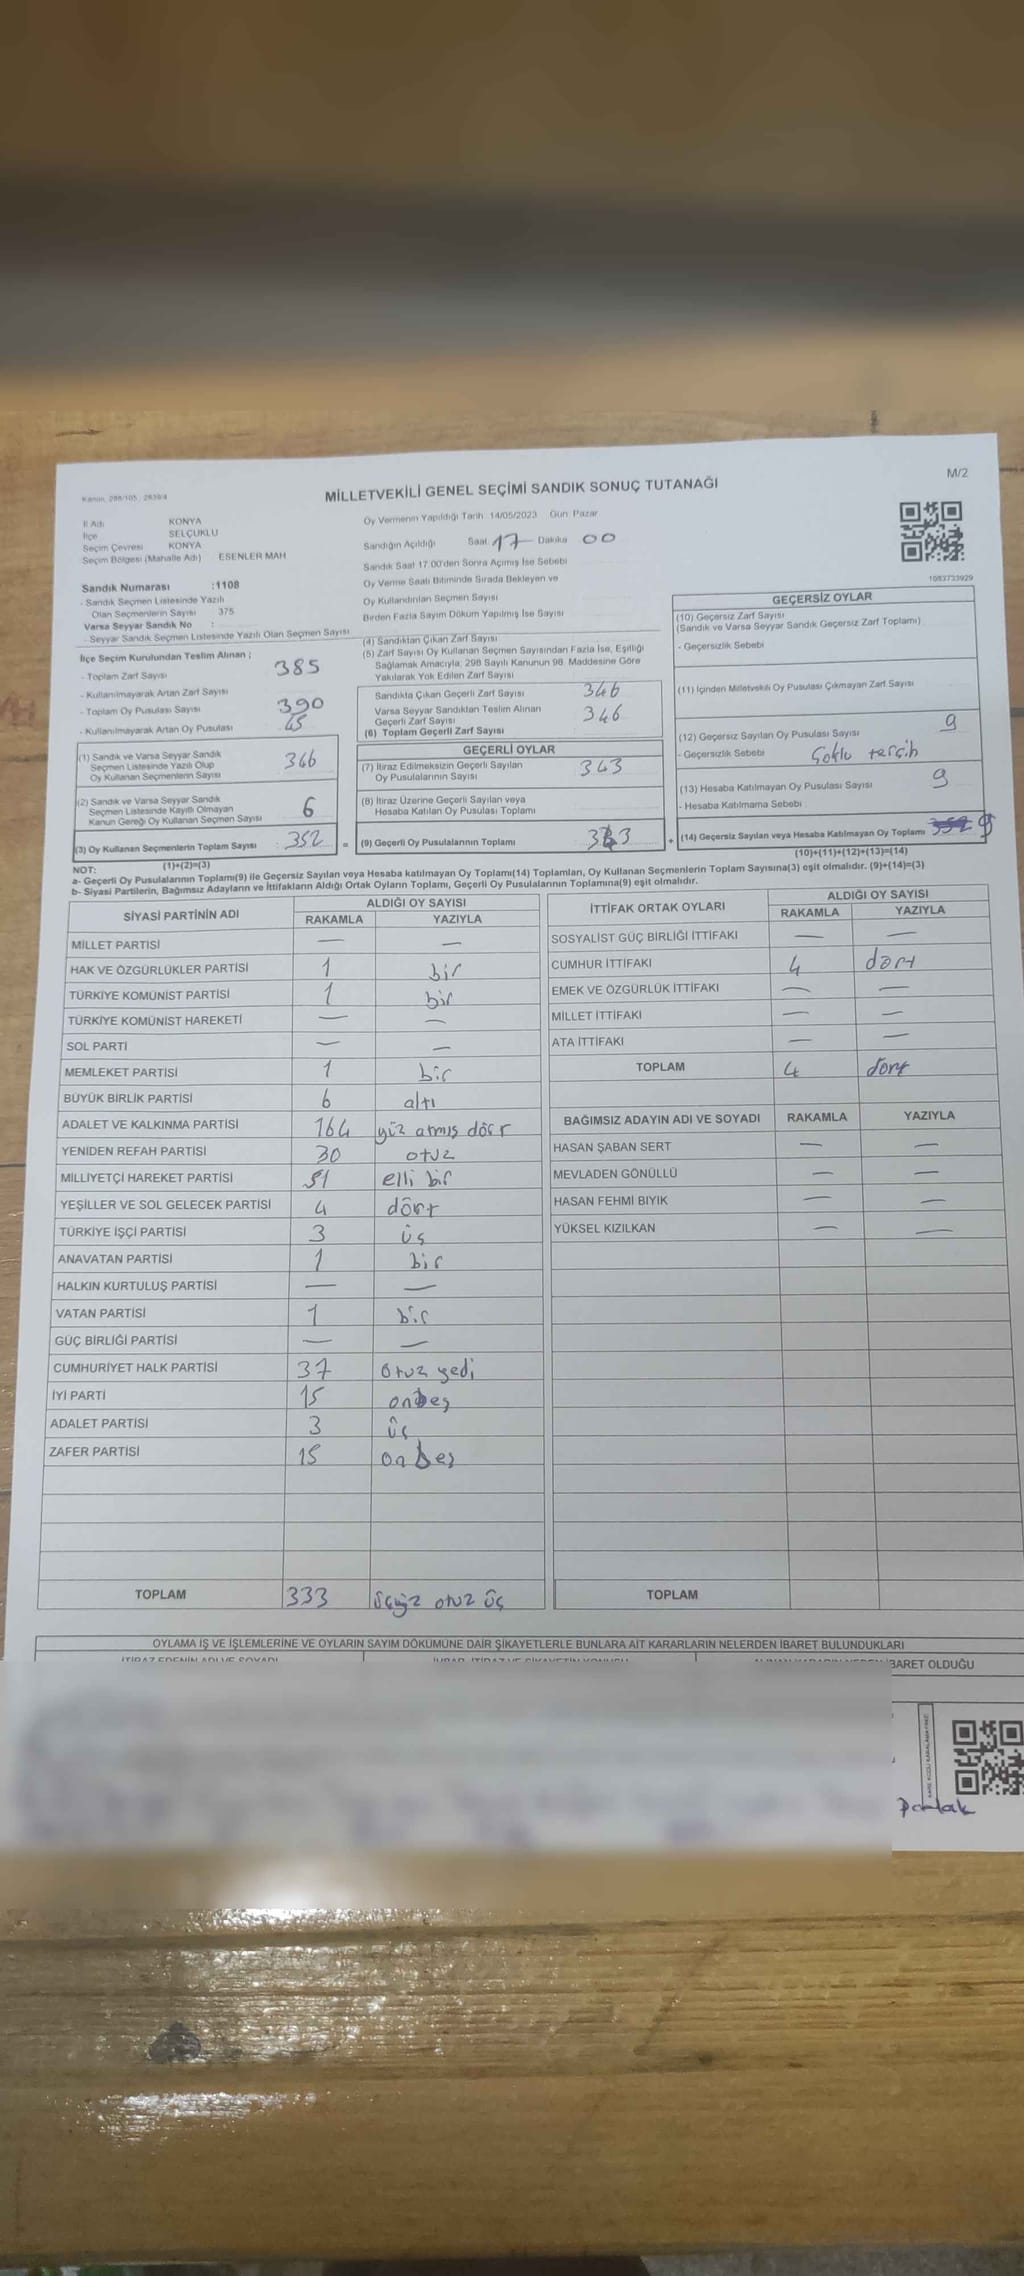 M/2
Kanun, 298/105 , 2839/4
MİLLETVEKİLİ GENEL SEÇİMİ SANDIK SONUÇ TUTANAĞI
İl Adı KONYA
İlçe SELÇUKLU
Seçim Çevresi KONYA
Seçim Bölgesi (Mahalle Adı) ESENLER MAH
Oy Vermenin Yapıldığı Tarih 14/05/2023 Gün: Pazar
Sandığın Açıldığı Saat 17 Dakika 00
Sandık Saat 17:00'den Sonra Açımış İse Sebebi
Oy Verme Saati Bitiminde Sırada Bekleyen ve
Oy Kullandırılan Seçmen Sayısı
Birden Fazla Sayım Döküm Yapılmış İse Sayısı
1083733929
Sandık Numarası :1108
- Sandık Seçmen Listesinde Yazılı
Olan Seçmenlerin Sayısı 375
Varsa Seyyar Sandık No :
- Seyyar Sandık Seçmen Listesinde Yazılı Olan Seçmen Sayısı
İlçe Seçim Kurulundan Teslim Alınan ;
- Toplam Zarf Sayısı 385
- Kullanılmayarak Artan Zarf Sayısı
- Toplam Oy Pusulası Sayısı 390
- Kullanılmayarak Artan Oy Pusulası 45
(1) Sandık ve Varsa Seyyar Sandık
Seçmen Listesinde Yazılı Olup
Oy Kullanan Seçmenlerin Sayısı 346
(2) Sandık ve Varsa Seyyar Sandık
Seçmen Listesinde Kayıtlı Olmayan
Kanun Gereği Oy Kullanan Seçmen Sayısı 6
(3) Oy Kullanan Seçmenlerin Toplam Sayısı : 352 =
(1)+(2)=(3)
(4) Sandıktan Çıkan Zarf Sayısı
(5) Zarf Sayısı Oy Kullanan Seçmen Sayısından Fazla İse, Eşitliği
Sağlamak Amacıyla, 298 Sayılı Kanunun 98. Maddesine Göre
Yakılarak Yok Edilen Zarf Sayısı
Sandıkta Çıkan Geçerli Zarf Sayısı 346
Varsa Seyyar Sandıktan Teslim Alınan
Geçerli Zarf Sayısı 346
(6) Toplam Geçerli Zarf Sayısı
GEÇERLİ OYLAR
(7) İtiraz Edilmeksizin Geçerli Sayılan
Oy Pusulalarının Sayısı 343
(8) İtiraz Üzerine Geçerli Sayılan veya
Hesaba Katılan Oy Pusulası Toplamı
(9) Geçerli Oy Pusulalarının Toplamı +
GEÇERSİZ OYLAR
(10) Geçersiz Zarf Sayısı
(Sandık ve Varsa Seyyar Sandık Geçersiz Zarf Toplamı)
- Geçersizlik Sebebi
(11) İçinden Milletvekili Oy Pusulası Çıkmayan Zarf Sayısı
(12) Geçersiz Sayılan Oy Pusulası Sayısı 9
- Geçersizlik Sebebi Çoklu tercih
(13) Hesaba Katılmayan Oy Pusulası Sayısı 9
- Hesaba Katılmama Sebebi
(14) Geçersiz Sayılan veya Hesaba Katılmayan Oy Toplamı 9
(10)+(11)+(12)+(13)=(14)
NOT:
a- Geçerli Oy Pusulalarının Toplamı(9) ile Geçersiz Sayılan veya Hesaba Katılmayan Oy Toplamı(14) Toplamları, Oy Kullanan Seçmenlerin Toplam Sayısına(3) eşit olmalıdır. (9)+(14)=(3)
b- Siyasi Partilerin, Bağımsız Adayların ve İttifakların Aldığı Ortak Oyların Toplamı, Geçerli Oy Pusulalarının Toplamına(9) eşit olmalıdır.
SİYASİ PARTİNİN ADI ALDIĞI OY SAYISI
RAKAMLA YAZIYLA
MİLLET PARTİSİ — —
HAK VE ÖZGÜRLÜKLER PARTİSİ 1 bir
TÜRKİYE KOMÜNİST PARTİSİ 1 bir
TÜRKİYE KOMÜNİST HAREKETİ — —
SOL PARTİ — —
MEMLEKET PARTİSİ 1 bir
BÜYÜK BİRLİK PARTİSİ 6 altı
ADALET VE KALKINMA PARTİSİ 164 yüz atmış dört
YENİDEN REFAH PARTİSİ 30 otuz
MİLLİYETÇİ HAREKET PARTİSİ 51 elli bir
YEŞİLLER VE SOL GELECEK PARTİSİ 4 dört
TÜRKİYE İŞÇİ PARTİSİ 3 üç
ANAVATAN PARTİSİ 1 bir
HALKIN KURTULUŞ PARTİSİ — —
VATAN PARTİSİ 1 bir
GÜÇ BİRLİĞİ PARTİSİ — —
CUMHURİYET HALK PARTİSİ 37 otuz yedi
İYİ PARTİ 15 onbeş
ADALET PARTİSİ 3 üç
ZAFER PARTİSİ 15 onbeş
TOPLAM 333 üçyüz otuz üç
İTTİFAK ORTAK OYLARI ALDIĞI OY SAYISI
RAKAMLA YAZIYLA
SOSYALİST GÜÇ BİRLİĞİ İTTİFAKI — —
CUMHUR İTTİFAKI 4 dört
EMEK VE ÖZGÜRLÜK İTTİFAKI — —
MİLLET İTTİFAKI — —
ATA İTTİFAKI — —
TOPLAM 4 dört
BAĞIMSIZ ADAYIN ADI VE SOYADI RAKAMLA YAZIYLA
HASAN ŞABAN SERT — —
MEVLADEN GÖNÜLLÜ — —
HASAN FEHMİ BIYIK — —
YÜKSEL KIZILKAN — —
TOPLAM
OYLAMA İŞ VE İŞLEMLERİNE VE OYLARIN SAYIM DÖKÜMÜNE DAİR ŞİKAYETLERLE BUNLARA AİT KARARLARIN NELERDEN İBARET BULUNDUKLARI
İTİRAZ EDENİN ADI VE SOYADI
İBARET OLDUĞU